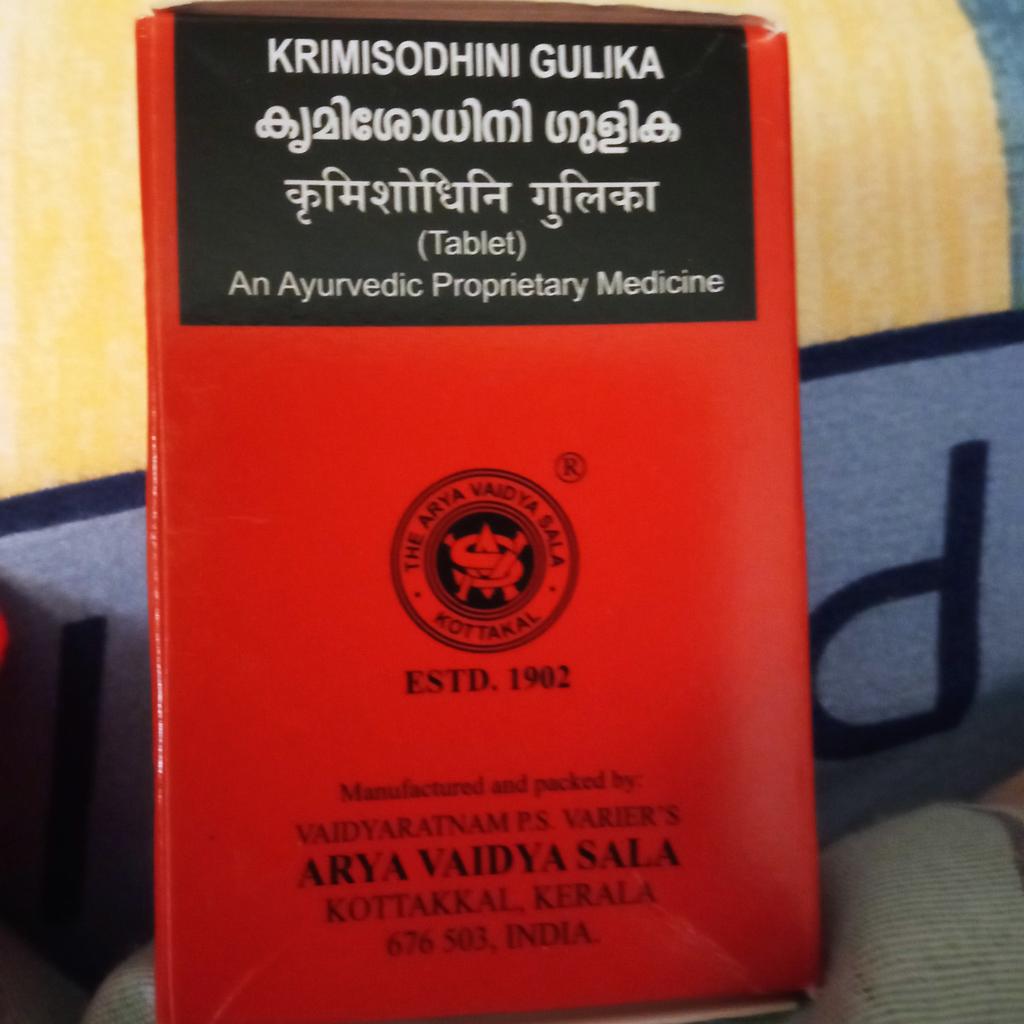 KRIMISODHINI GULIKA
കൃമിശോധിനി ഗുളിക
कृमिशोधिनि गुलिका
(Tablet)
An Ayurvedic Proprietary Medicine
®
THE ARYA VAIDYA SALA
KOTTAKAL
ESTD. 1902
Manufactured and packed by:
VAIDYARATNAM P.S. VARIER'S
ARYA VAIDYA SALA
KOTTAKKAL, KERALA
676 503, INDIA.
d